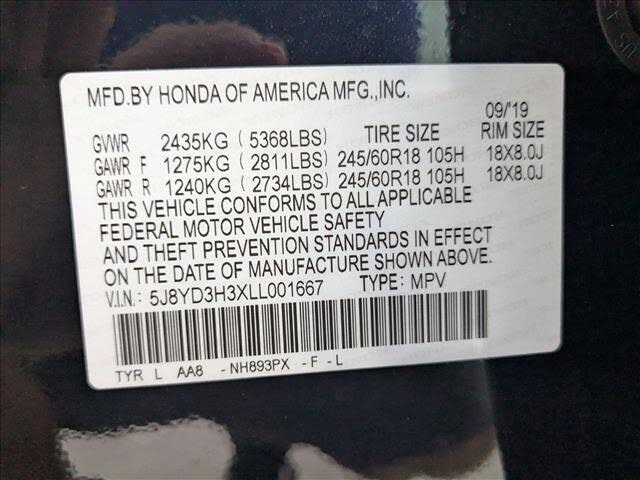 MFD.BY HONDA OF AMERICA MFG.,INC.
09/'19
GVWR 2435KG (5368LBS) TIRE SIZE RIM SIZE
GAWR F 1275KG (2811LBS) 245/60R18 105H 18X8.0J
GAWR R 1240KG (2734LBS) 245/60R18 105H 18X8.0J
THIS VEHICLE CONFORMS TO ALL APPLICABLE
FEDERAL MOTOR VEHICLE SAFETY
AND THEFT PREVENTION STANDARDS IN EFFECT
ON THE DATE OF MANUFACTURE SHOWN ABOVE.
V.I.N.: 5J8YD3H3XLL001667 TYPE: MPV
TYR L AA8 - NH893PX - F - L